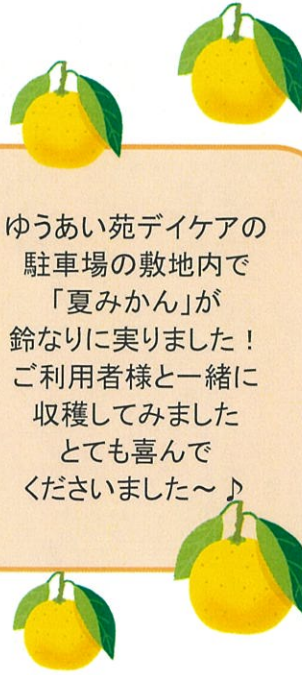 ゆうあい苑デイケアの
駐車場の敷地内で
「夏みかん」が
鈴なりに実りました！
ご利用者様と一緒に
収穫してみました
とても喜んで
くださいました～♪